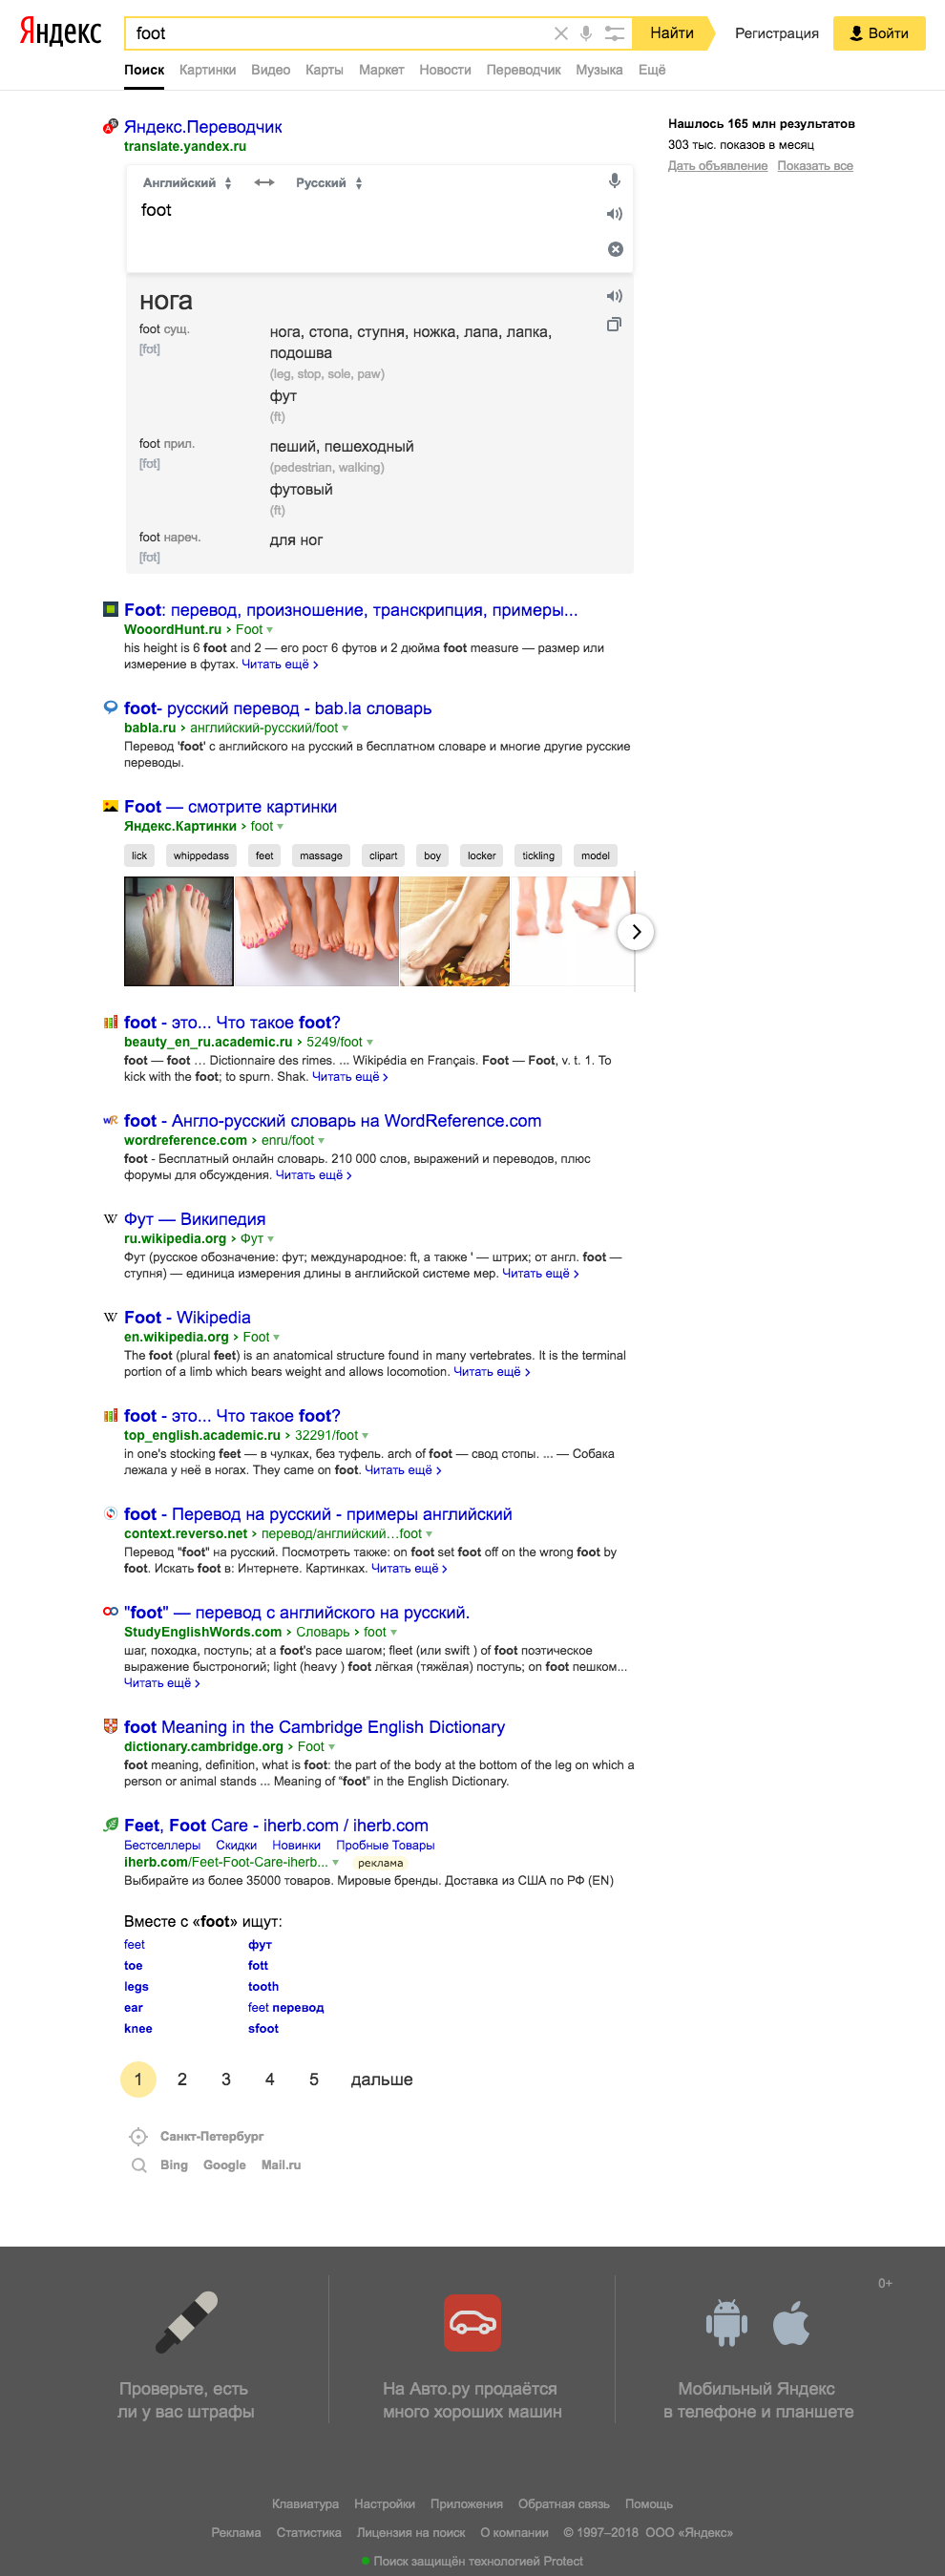 Яндекс
foot
Найти
Регистрация
Войти
Поиск Картинки Видео Карты Маркет Новости Переводчик Музыка Ещё
Яндекс.Переводчик
translate.yandex.ru
Английский Русский
foot
нога
foot сущ.
[fʊt]
нога, стопа, ступня, ножка, лапа, лапка,
подошва
(leg, stop, sole, paw)
фут
(ft)
foot прил.
[fʊt]
пеший, пешеходный
(pedestrian, walking)
футовый
(ft)
foot нареч.
[fʊt]
для ног
Нашлось 165 млн результатов
303 тыс. показов в месяц
Дать объявление Показать все
Foot: перевод, произношение, транскрипция, примеры...
WooordHunt.ru › Foot
his height is 6 foot and 2 — его рост 6 футов и 2 дюйма foot measure — размер или
измерение в футах. Читать ещё ›
foot- русский перевод - bab.la словарь
babla.ru › английский-русский/foot
Перевод 'foot' с английского на русский в бесплатном словаре и многие другие русские
переводы.
Foot — смотрите картинки
Яндекс.Картинки › foot
lick whippedass feet massage clipart boy locker tickling model
foot - это... Что такое foot?
beauty_en_ru.academic.ru › 5249/foot
foot — foot … Dictionnaire des rimes. ... Wikipédia en Français. Foot — Foot, v. t. 1. To
kick with the foot; to spurn. Shak. Читать ещё ›
foot - Англо-русский словарь на WordReference.com
wordreference.com › enru/foot
foot - Бесплатный онлайн словарь. 210 000 слов, выражений и переводов, плюс
форумы для обсуждения. Читать ещё ›
Фут — Википедия
ru.wikipedia.org › Фут
Фут (русское обозначение: фут; международное: ft, а также ' — штрих; от англ. foot —
ступня) — единица измерения длины в английской системе мер. Читать ещё ›
Foot - Wikipedia
en.wikipedia.org › Foot
The foot (plural feet) is an anatomical structure found in many vertebrates. It is the terminal
portion of a limb which bears weight and allows locomotion. Читать ещё ›
foot - это... Что такое foot?
top_english.academic.ru › 32291/foot
in one's stocking feet — в чулках, без туфель. arch of foot — свод стопы. ... — Собака
лежала у неё в ногах. They came on foot. Читать ещё ›
foot - Перевод на русский - примеры английский
context.reverso.net › перевод/английский…foot
Перевод "foot" на русский. Посмотреть также: on foot set foot off on the wrong foot by
foot. Искать foot в: Интернете. Картинках. Читать ещё ›
"foot" — перевод с английского на русский.
StudyEnglishWords.com › Словарь › foot
шаг, походка, поступь; at a foot's pace шагом; fleet (или swift ) of foot поэтическое
выражение быстроногий; light (heavy ) foot лёгкая (тяжёлая) поступь; on foot пешком...
Читать ещё ›
foot Meaning in the Cambridge English Dictionary
dictionary.cambridge.org › Foot
foot meaning, definition, what is foot: the part of the body at the bottom of the leg on which a
person or animal stands ... Meaning of “foot” in the English Dictionary.
Feet, Foot Care - iherb.com / iherb.com
Бестселлеры Скидки Новинки Пробные Товары
iherb.com/Feet-Foot-Care-iherb... реклама
Выбирайте из более 35000 товаров. Мировые бренды. Доставка из США по РФ (EN)
Вместе с «foot» ищут:
feet фут
toe fott
legs tooth
ear feet перевод
knee sfoot
1 2 3 4 5 дальше
Санкт-Петербург
Bing Google Mail.ru
0+
Проверьте, есть
ли у вас штрафы
На Авто.ру продаётся
много хороших машин
Мобильный Яндекс
в телефоне и планшете
Клавиатура Настройки Приложения Обратная связь Помощь
Реклама Статистика Лицензия на поиск О компании © 1997–2018 ООО «Яндекс»
Поиск защищён технологией Protect